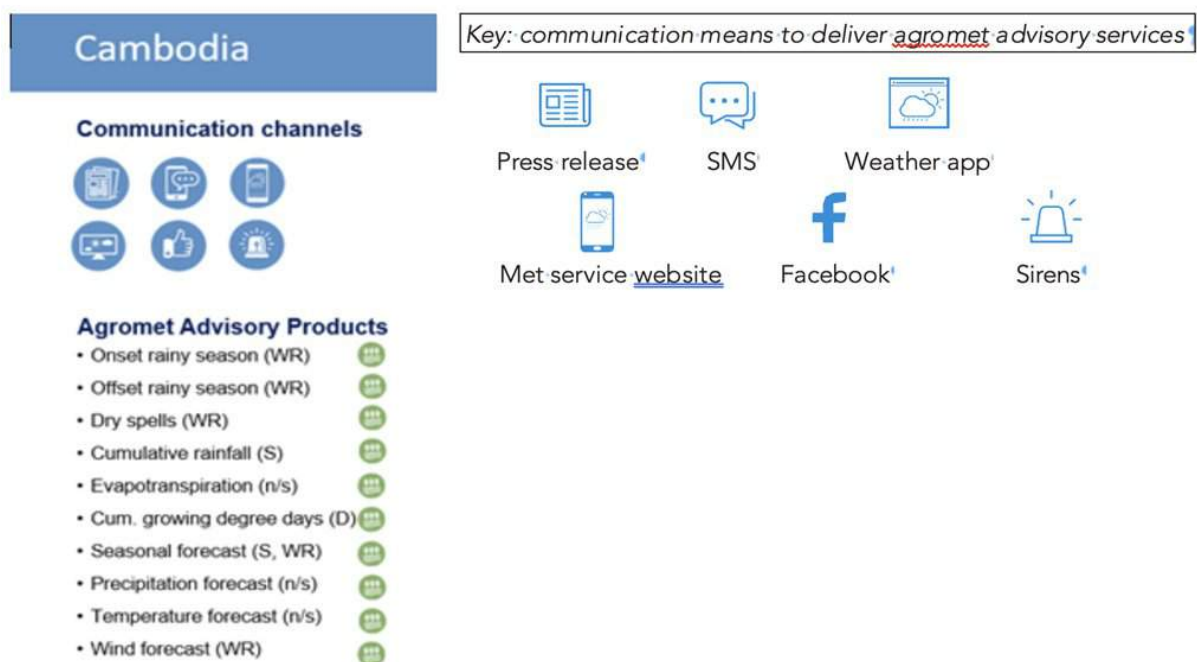 Cambodia
Communication channels
Agromet Advisory Products
• Onset rainy season (WR)
• Offset rainy season (WR)
• Dry spells (WR)
• Cumulative rainfall (S)
• Evapotranspiration (n/s)
• Cum. growing degree days (D)
• Seasonal forecast (S, WR)
• Precipitation forecast (n/s)
• Temperature forecast (n/s)
• Wind forecast (WR)
Key: communication means to deliver agromet advisory services
Press release SMS Weather app
Met service website Facebook Sirens